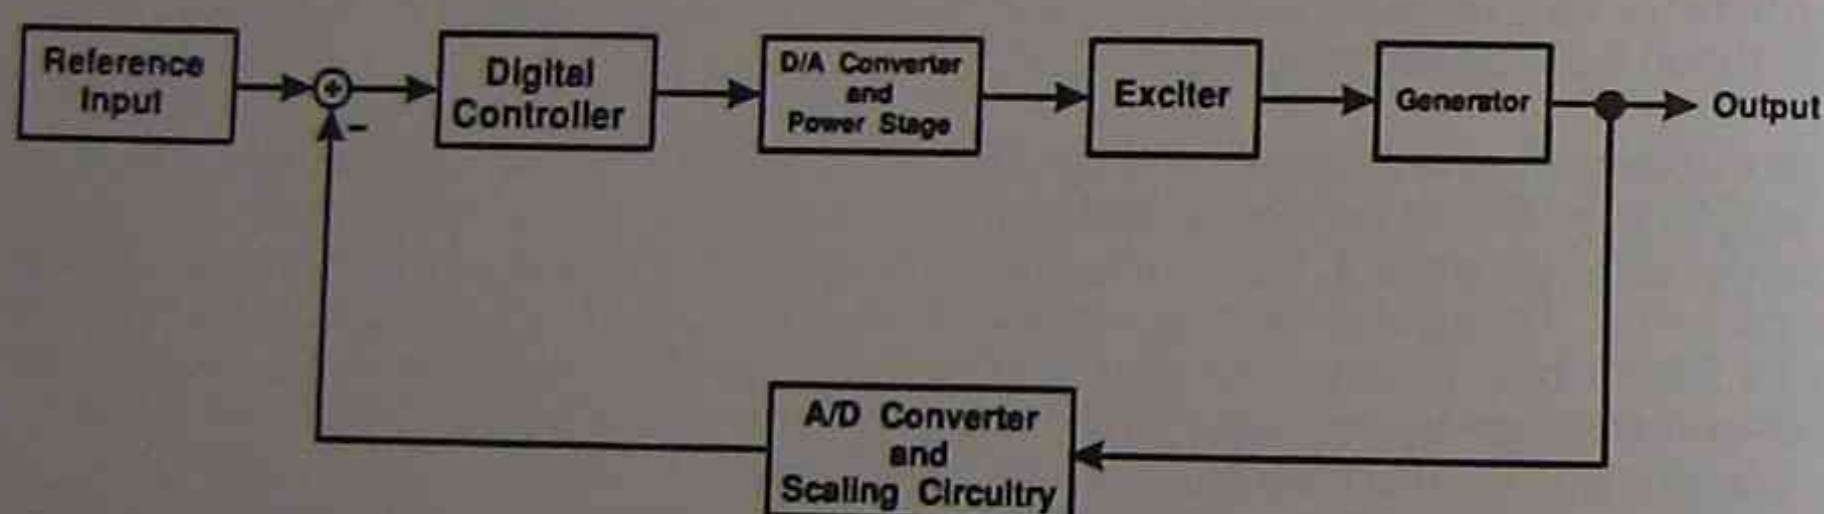 Reference
Input
+
−
Digital
Controller
D/A Converter
and
Power Stage
Exciter
Generator
Output
A/D Converter
and
Scaling Circuitry